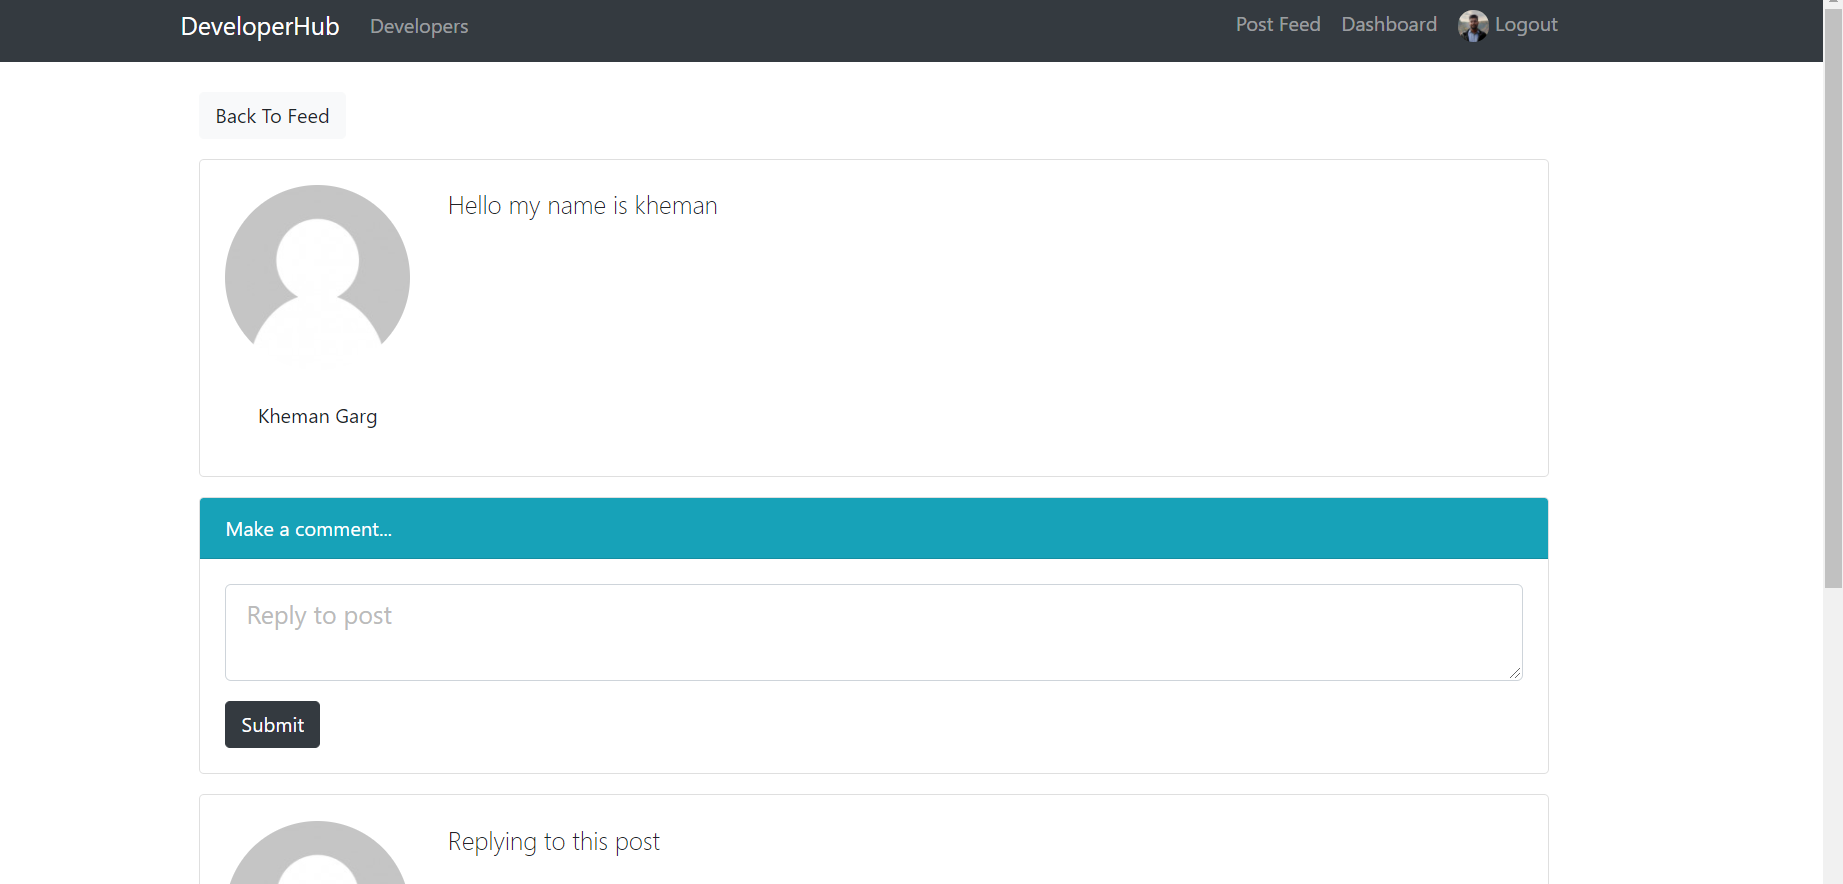 DeveloperHub Developers Post Feed Dashboard Logout
Back To Feed
Hello my name is kheman
Kheman Garg
Make a comment...
Reply to post
Submit
Replying to this post